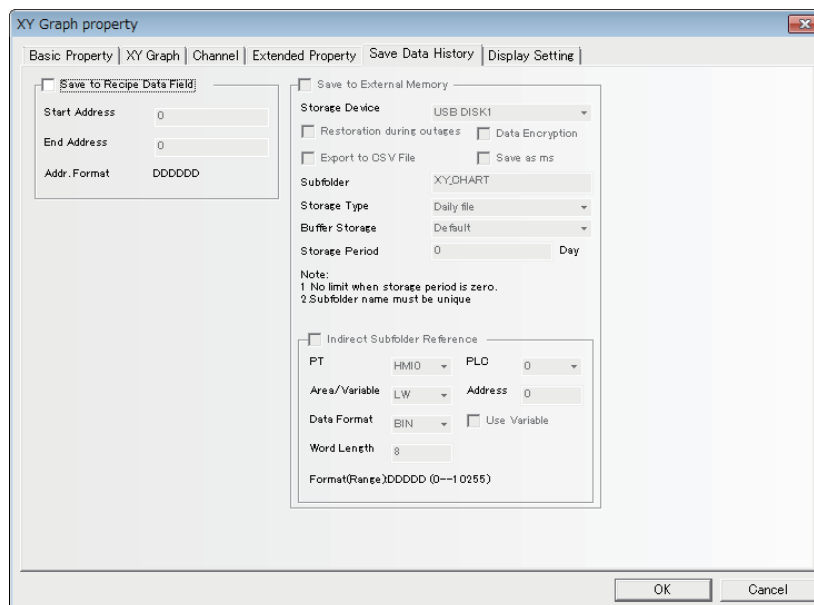 XY Graph property
Basic Property XY Graph Channel Extended Property Save Data History Display Setting
Save to Recipe Data Field
Start Address 0
End Address 0
Addr. Format DDDDDD
Save to External Memory
Storage Device USB DISK1
Restoration during outages Data Encryption
Export to CSV File Save as ms
Subfolder XY_CHART
Storage Type Daily file
Buffer Storage Default
Storage Period 0 Day
Note:
1 No limit when storage period is zero.
2.Subfolder name must be unique
Indirect Subfolder Reference
PT HMI0 PLC 0
Area/Variable LW Address 0
Data Format BIN Use Variable
Word Length 8
Format(Range):DDDDD (0--10255)
OK Cancel